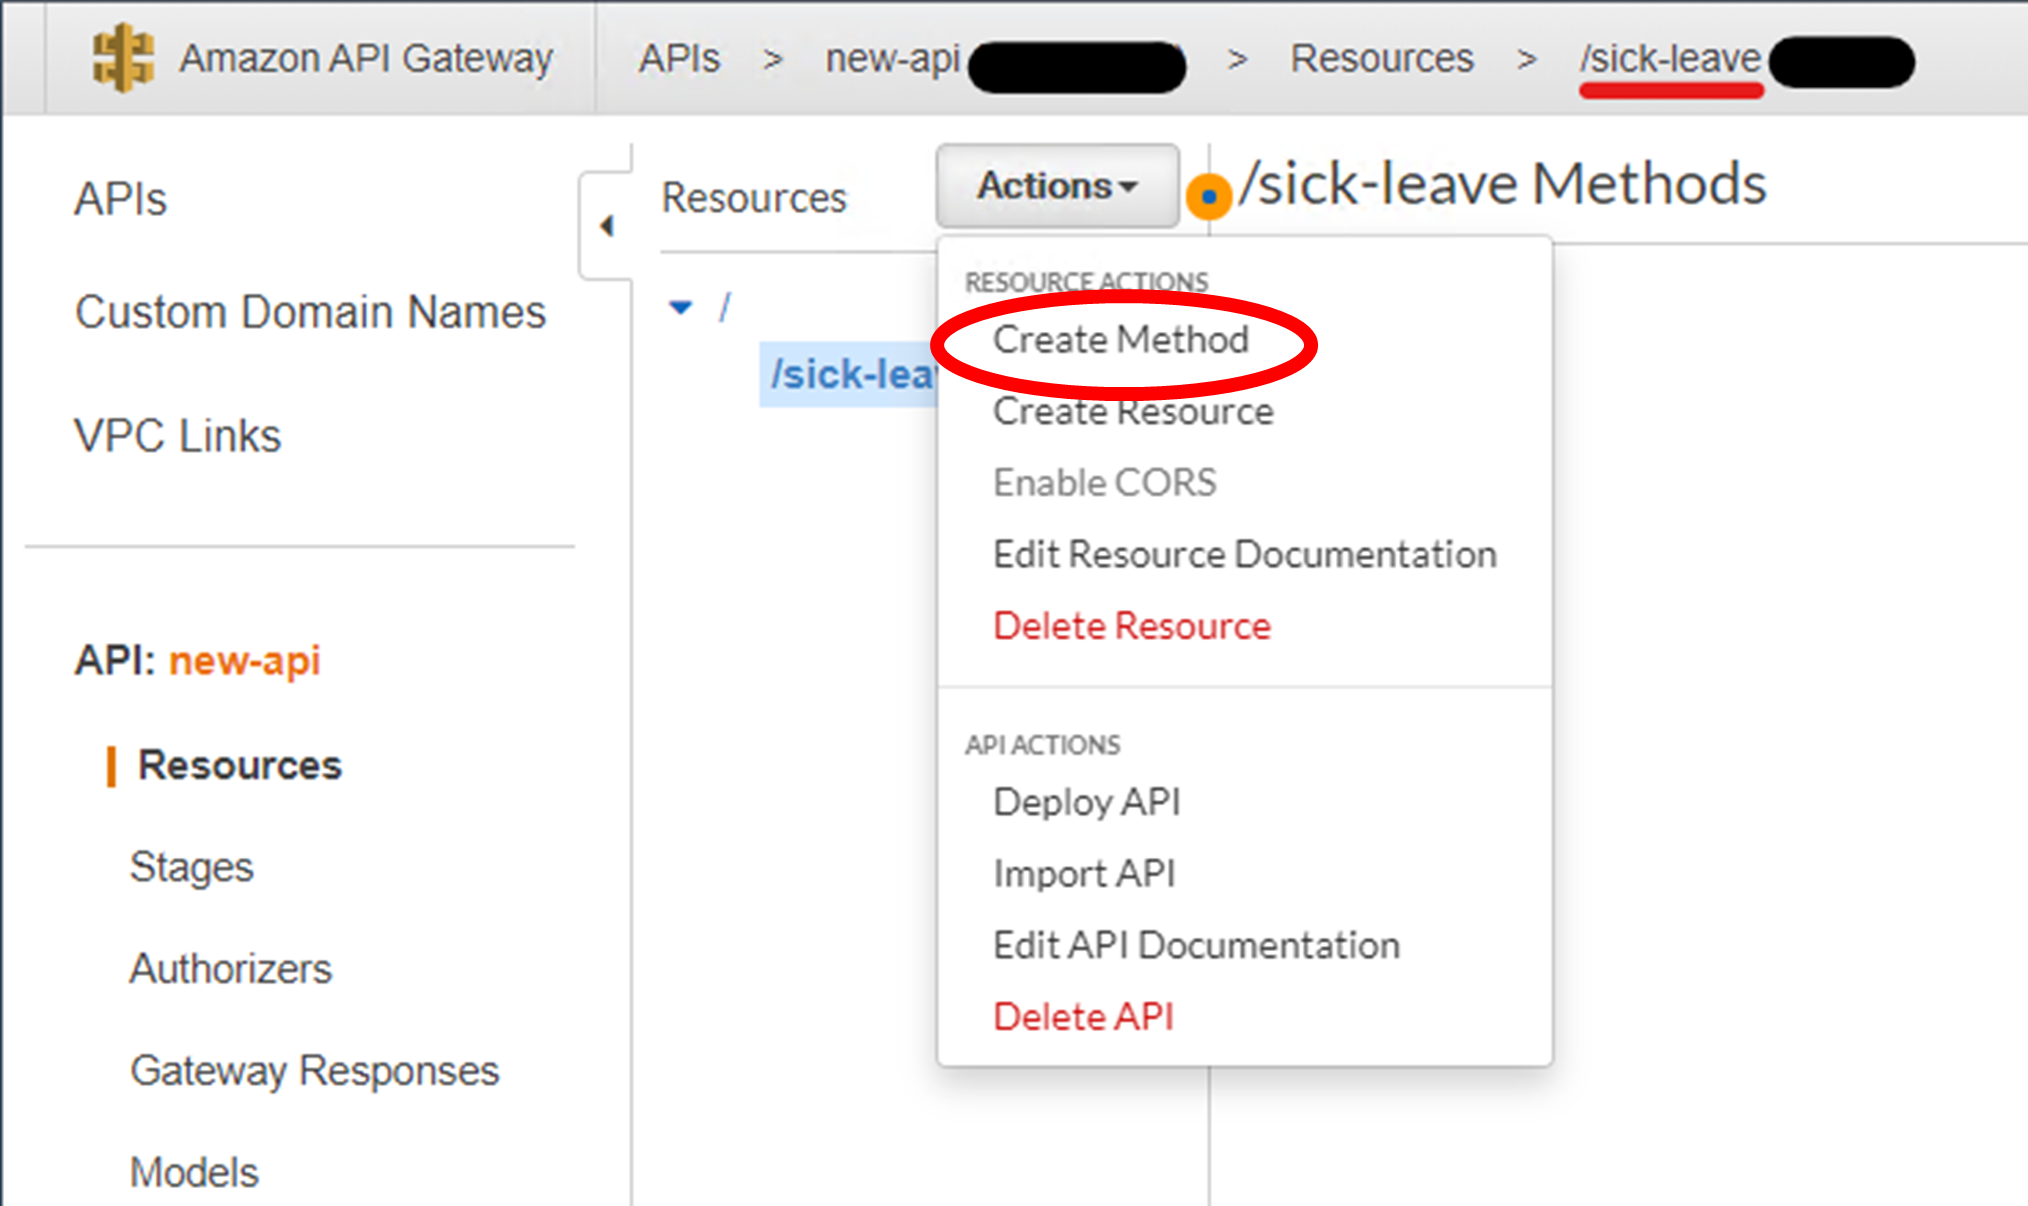 Amazon API Gateway APIs > new-api > Resources > /sick-leave
APIs
Custom Domain Names
VPC Links
API: new-api
Resources
Stages
Authorizers
Gateway Responses
Models
Resources
Actions
/
/sick-lea
/sick-leave Methods
RESOURCE ACTIONS
Create Method
Create Resource
Enable CORS
Edit Resource Documentation
Delete Resource
API ACTIONS
Deploy API
Import API
Edit API Documentation
Delete API